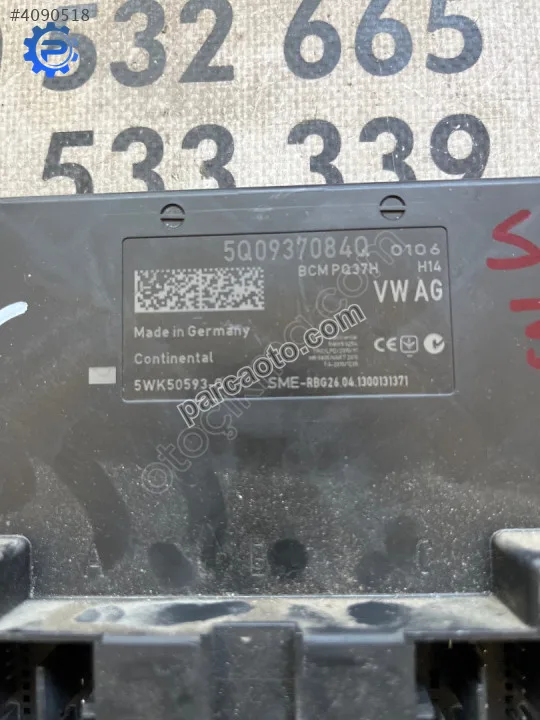 #4090518
532 665
533 339
5Q0937084Q 0106
BCM PQ37H H14
VW AG
Made in Germany
Continental
5WK50593-
SME-RBG26.04.1300131371
CE
parcaoto.com
A B C